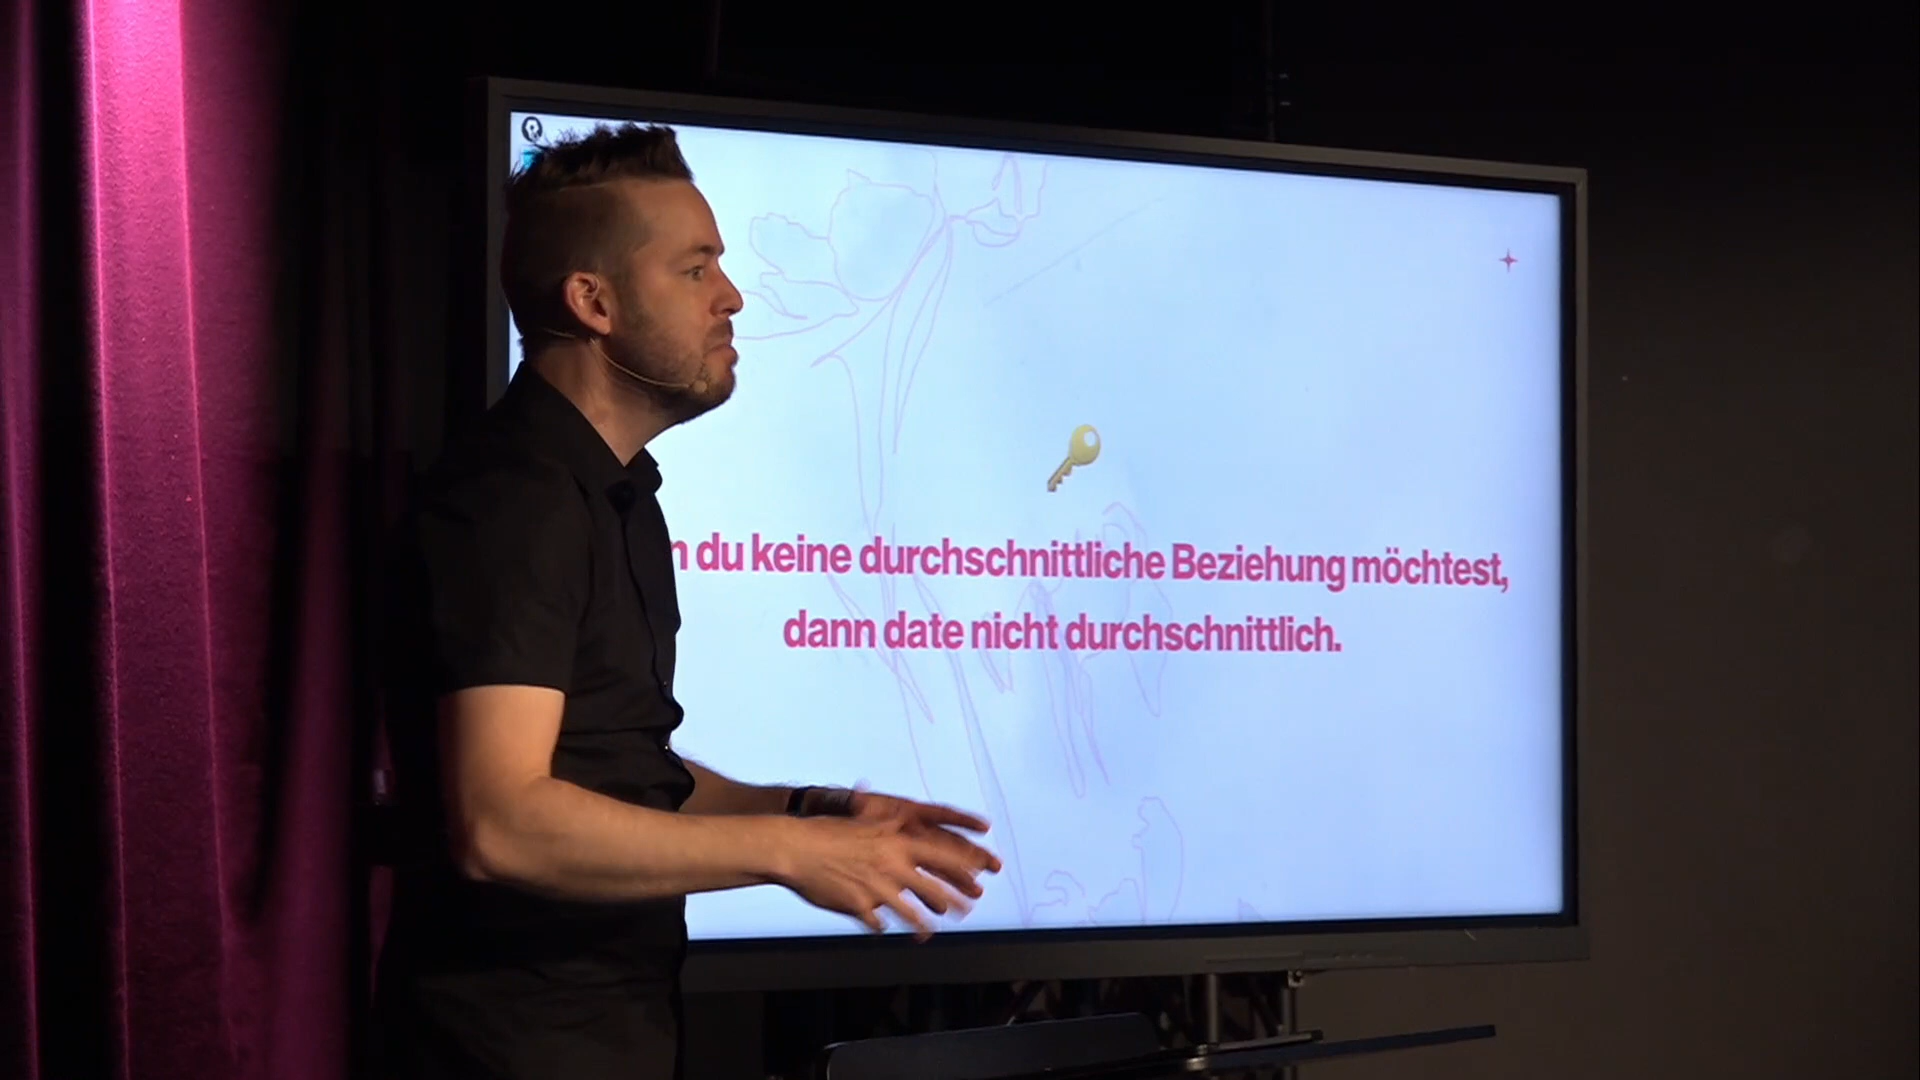 du keine durchschnittliche Beziehung möchtest,
dann date nicht durchschnittlich.